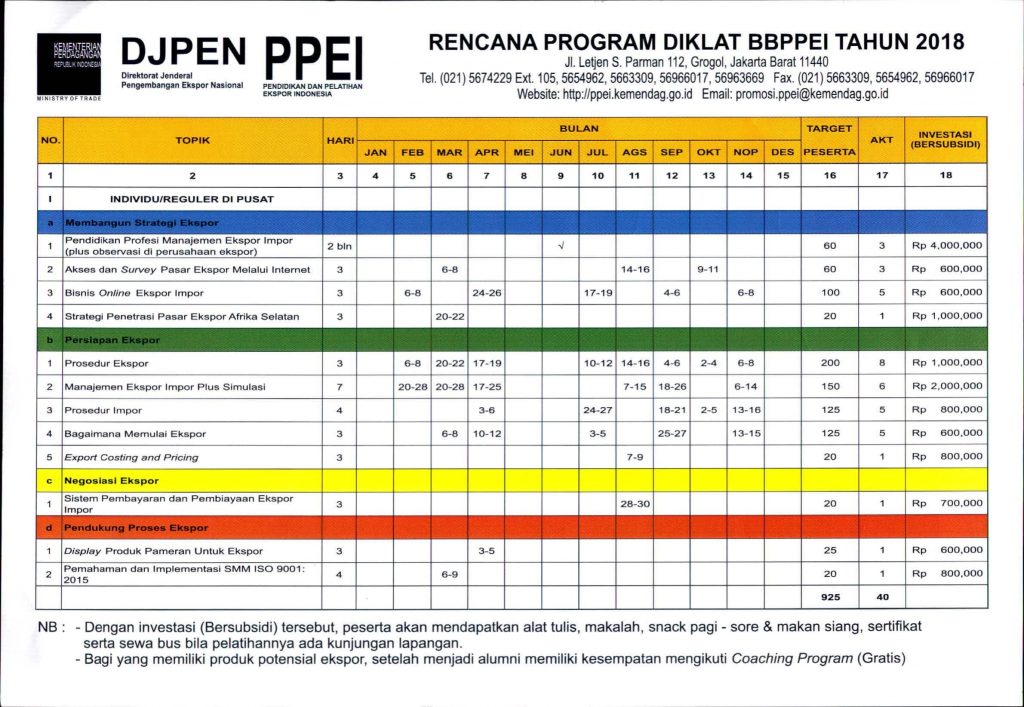 KEMENTERIAN
PERDAGANGAN
REPUBLIK INDONESIA
MINISTRY OF TRADE
DJPEN
Direktorat Jenderal
Pengembangan Ekspor Nasional
PPEI
PENDIDIKAN DAN PELATIHAN
EKSPOR INDONESIA
RENCANA PROGRAM DIKLAT BBPPEI TAHUN 2018
Jl. Letjen S. Parman 112, Grogol, Jakarta Barat 11440
Tel. (021) 5674229 Ext. 105, 5654962, 5663309, 56966017, 56963669 Fax. (021) 5663309, 5654962, 56966017
Website: http://ppei.kemendag.go.id Email: promosi.ppei@kemendag.go.id
NO. TOPIK HARI BULAN TARGET PESERTA AKT INVESTASI (BERSUBSIDI)
JAN FEB MAR APR MEI JUN JUL AGS SEP OKT NOP DES
1 2 3 4 5 6 7 8 9 10 11 12 13 14 15 16 17 18
I INDIVIDU/REGULER DI PUSAT
a Membangun Strategi Ekspor
1 Pendidikan Profesi Manajemen Ekspor Impor
(plus observasi di perusahaan ekspor) 2 bln √ 60 3 Rp 4,000,000
2 Akses dan Survey Pasar Ekspor Melalui Internet 3 6-8 14-16 9-11 60 3 Rp 600,000
3 Bisnis Online Ekspor Impor 3 6-8 24-26 17-19 4-6 6-8 100 5 Rp 600,000
4 Strategi Penetrasi Pasar Ekspor Afrika Selatan 3 20-22 20 1 Rp 1,000,000
b Persiapan Ekspor
1 Prosedur Ekspor 3 6-8 20-22 17-19 10-12 14-16 4-6 2-4 6-8 200 8 Rp 1,000,000
2 Manajemen Ekspor Impor Plus Simulasi 7 20-28 20-28 17-25 7-15 18-26 6-14 150 6 Rp 2,000,000
3 Prosedur Impor 4 3-6 24-27 18-21 2-5 13-16 125 5 Rp 800,000
4 Bagaimana Memulai Ekspor 3 6-8 10-12 3-5 25-27 13-15 125 5 Rp 600,000
5 Export Costing and Pricing 3 7-9 20 1 Rp 800,000
c Negosiasi Ekspor
1 Sistem Pembayaran dan Pembiayaan Ekspor
Impor 3 28-30 20 1 Rp 700,000
d Pendukung Proses Ekspor
1 Display Produk Pameran Untuk Ekspor 3 3-5 25 1 Rp 600,000
2 Pemahaman dan Implementasi SMM ISO 9001:
2015 4 6-9 20 1 Rp 800,000
925 40
NB : - Dengan investasi (Bersubsidi) tersebut, peserta akan mendapatkan alat tulis, makalah, snack pagi - sore & makan siang, sertifikat
serta sewa bus bila pelatihannya ada kunjungan lapangan.
- Bagi yang memiliki produk potensial ekspor, setelah menjadi alumni memiliki kesempatan mengikuti Coaching Program (Gratis)